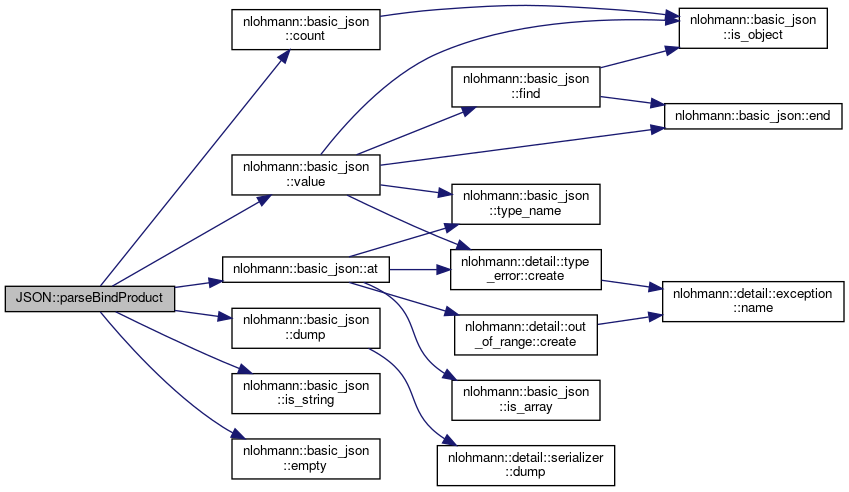 JSON::parseBindProduct
nlohmann::basic_json
::count
nlohmann::basic_json
::value
nlohmann::basic_json::at
nlohmann::basic_json
::dump
nlohmann::basic_json
::is_string
nlohmann::basic_json
::empty
nlohmann::basic_json
::find
nlohmann::basic_json
::type_name
nlohmann::detail::type
_error::create
nlohmann::detail::out
_of_range::create
nlohmann::basic_json
::is_array
nlohmann::detail::serializer
::dump
nlohmann::basic_json
::is_object
nlohmann::basic_json::end
nlohmann::detail::exception
::name